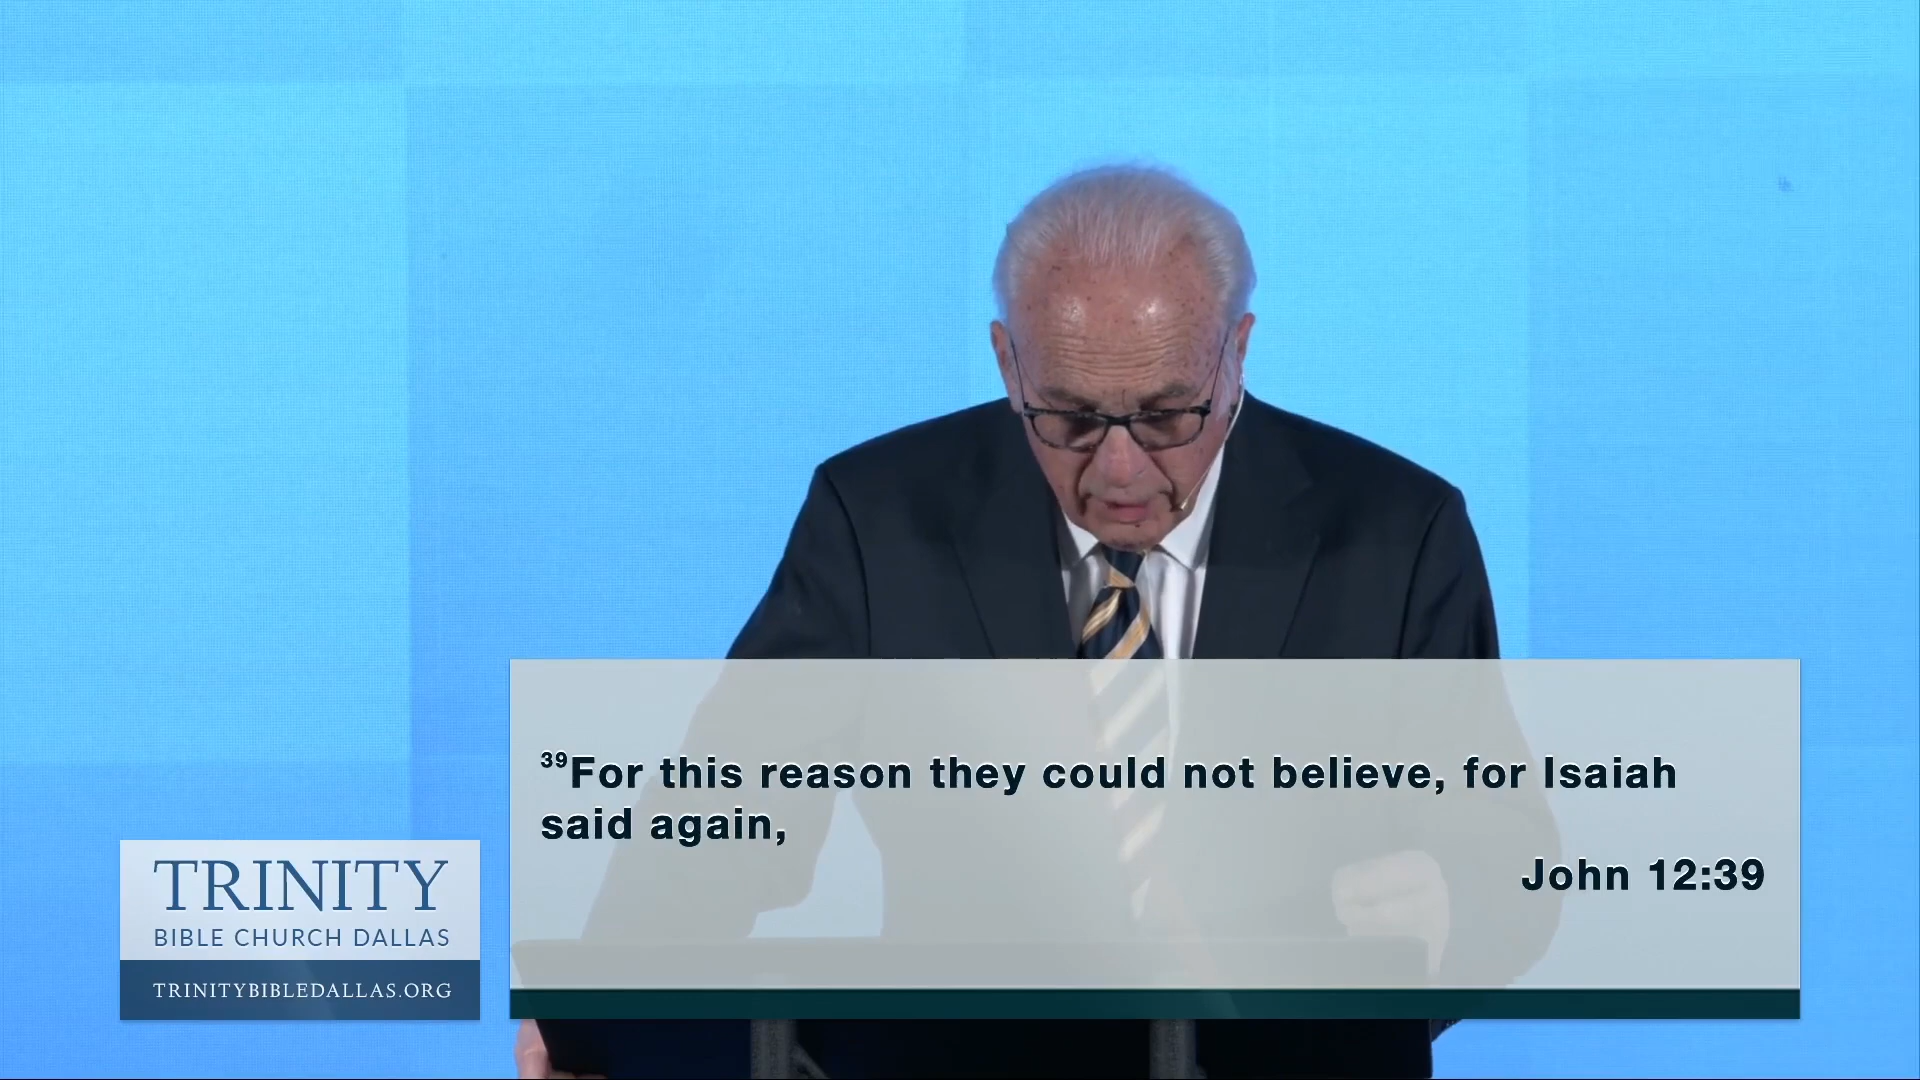 ³⁹For this reason they could not believe, for Isaiah
said again,
John 12:39
TRINITY
BIBLE CHURCH DALLAS
TRINITYBIBLEDALLAS.ORG